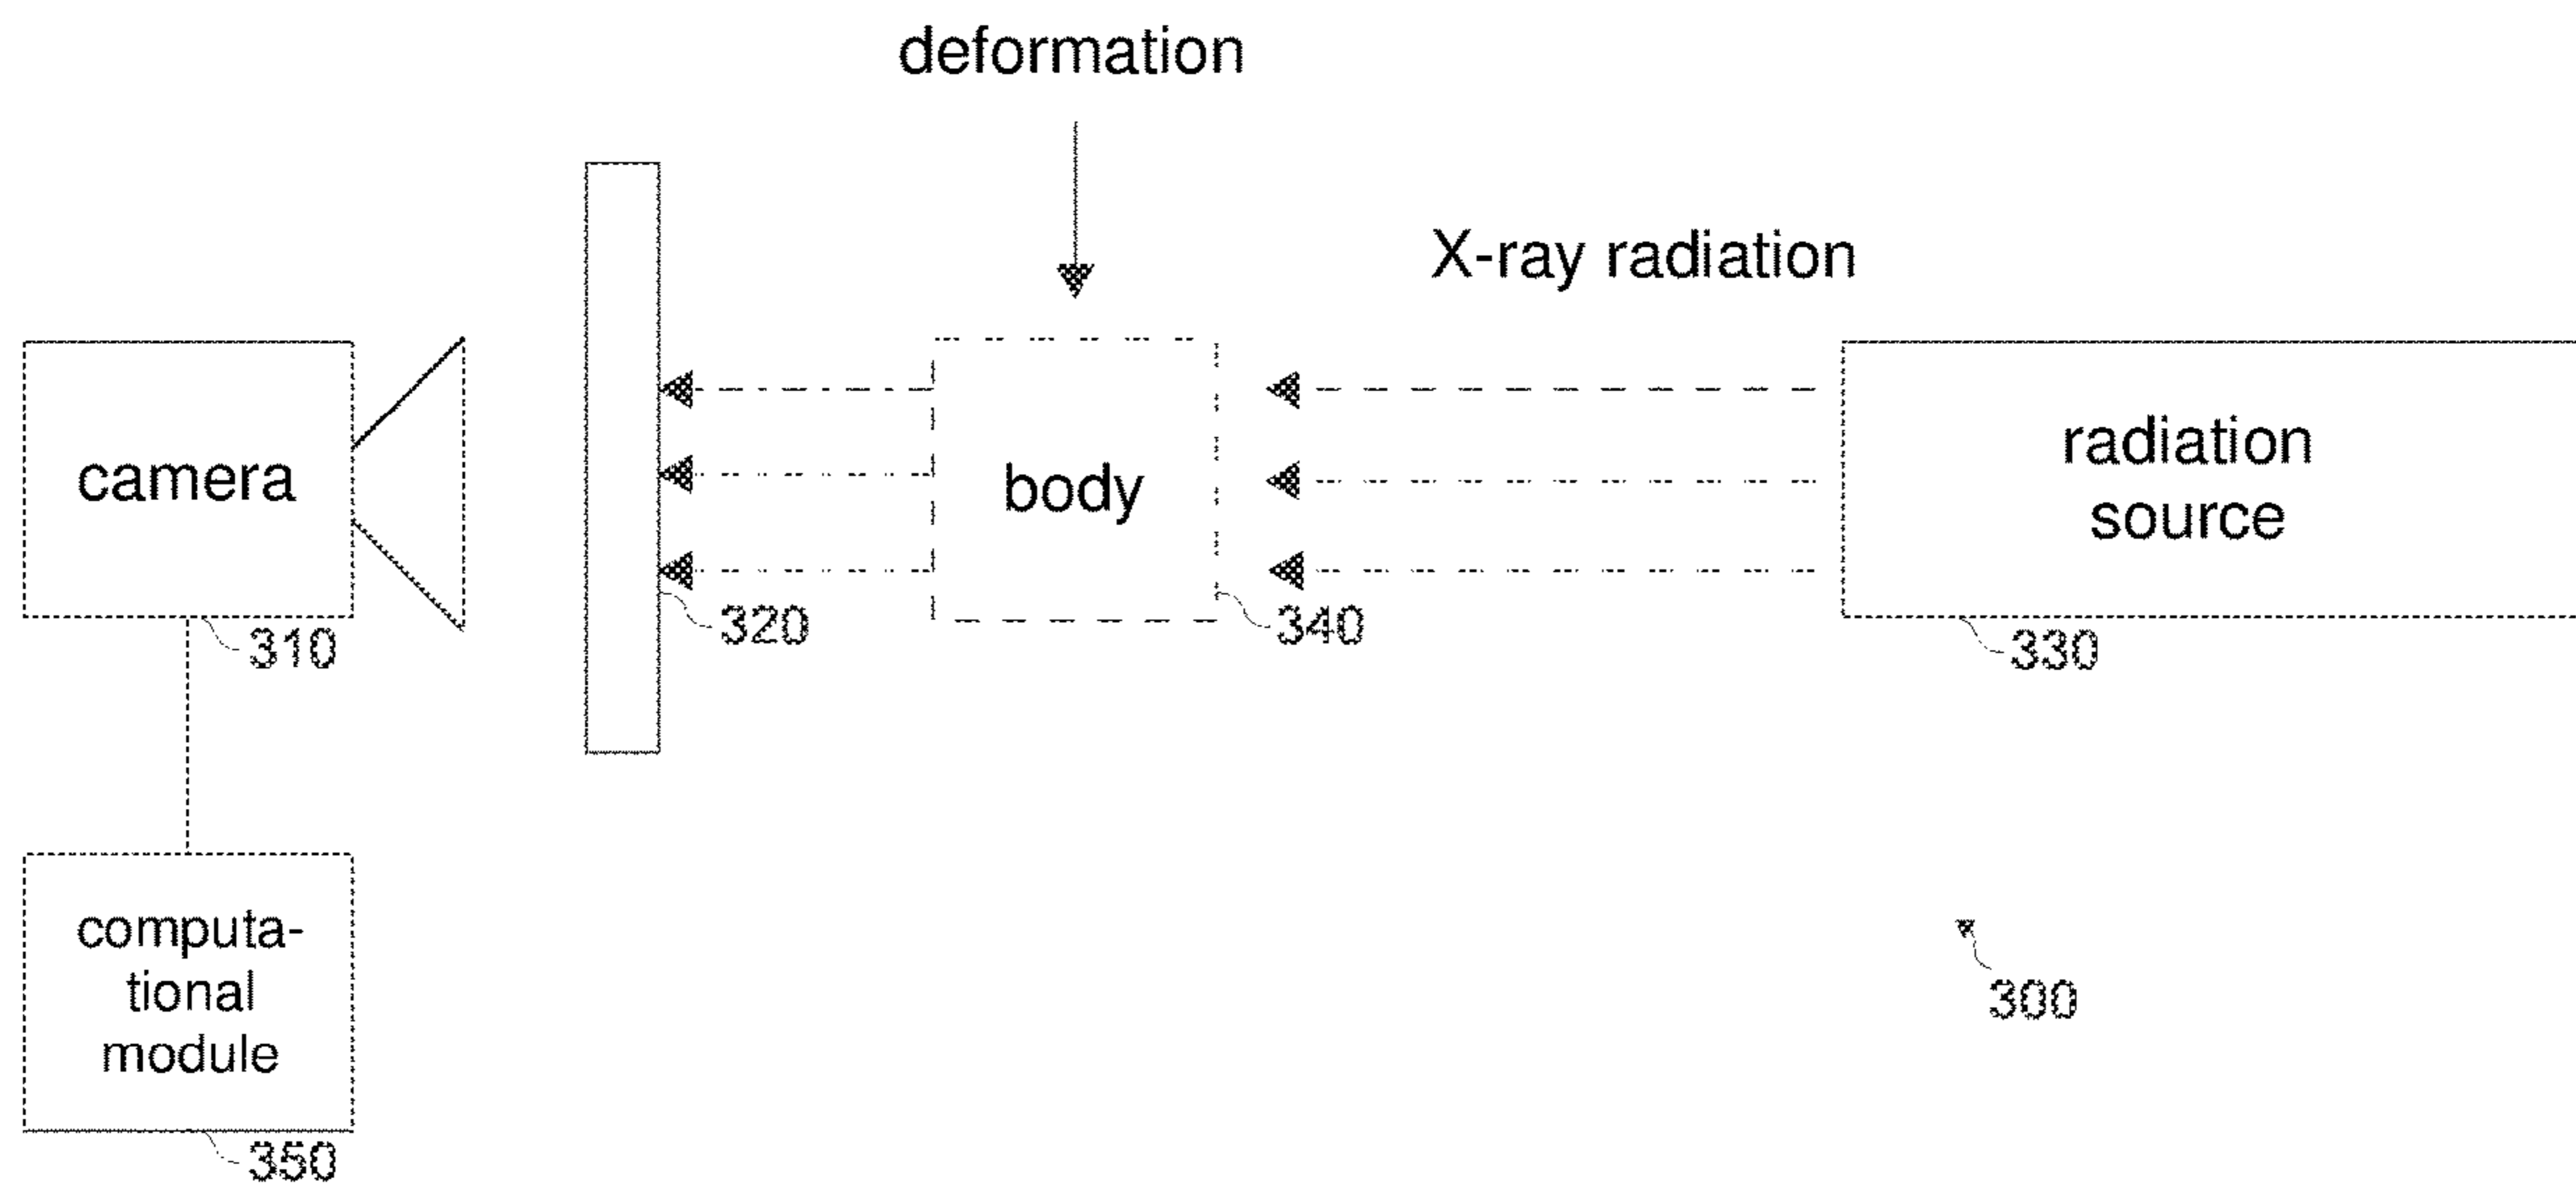 deformation
X-ray radiation
camera
body
radiation
source
310
320
340
330
computa-
tional
module
350
300